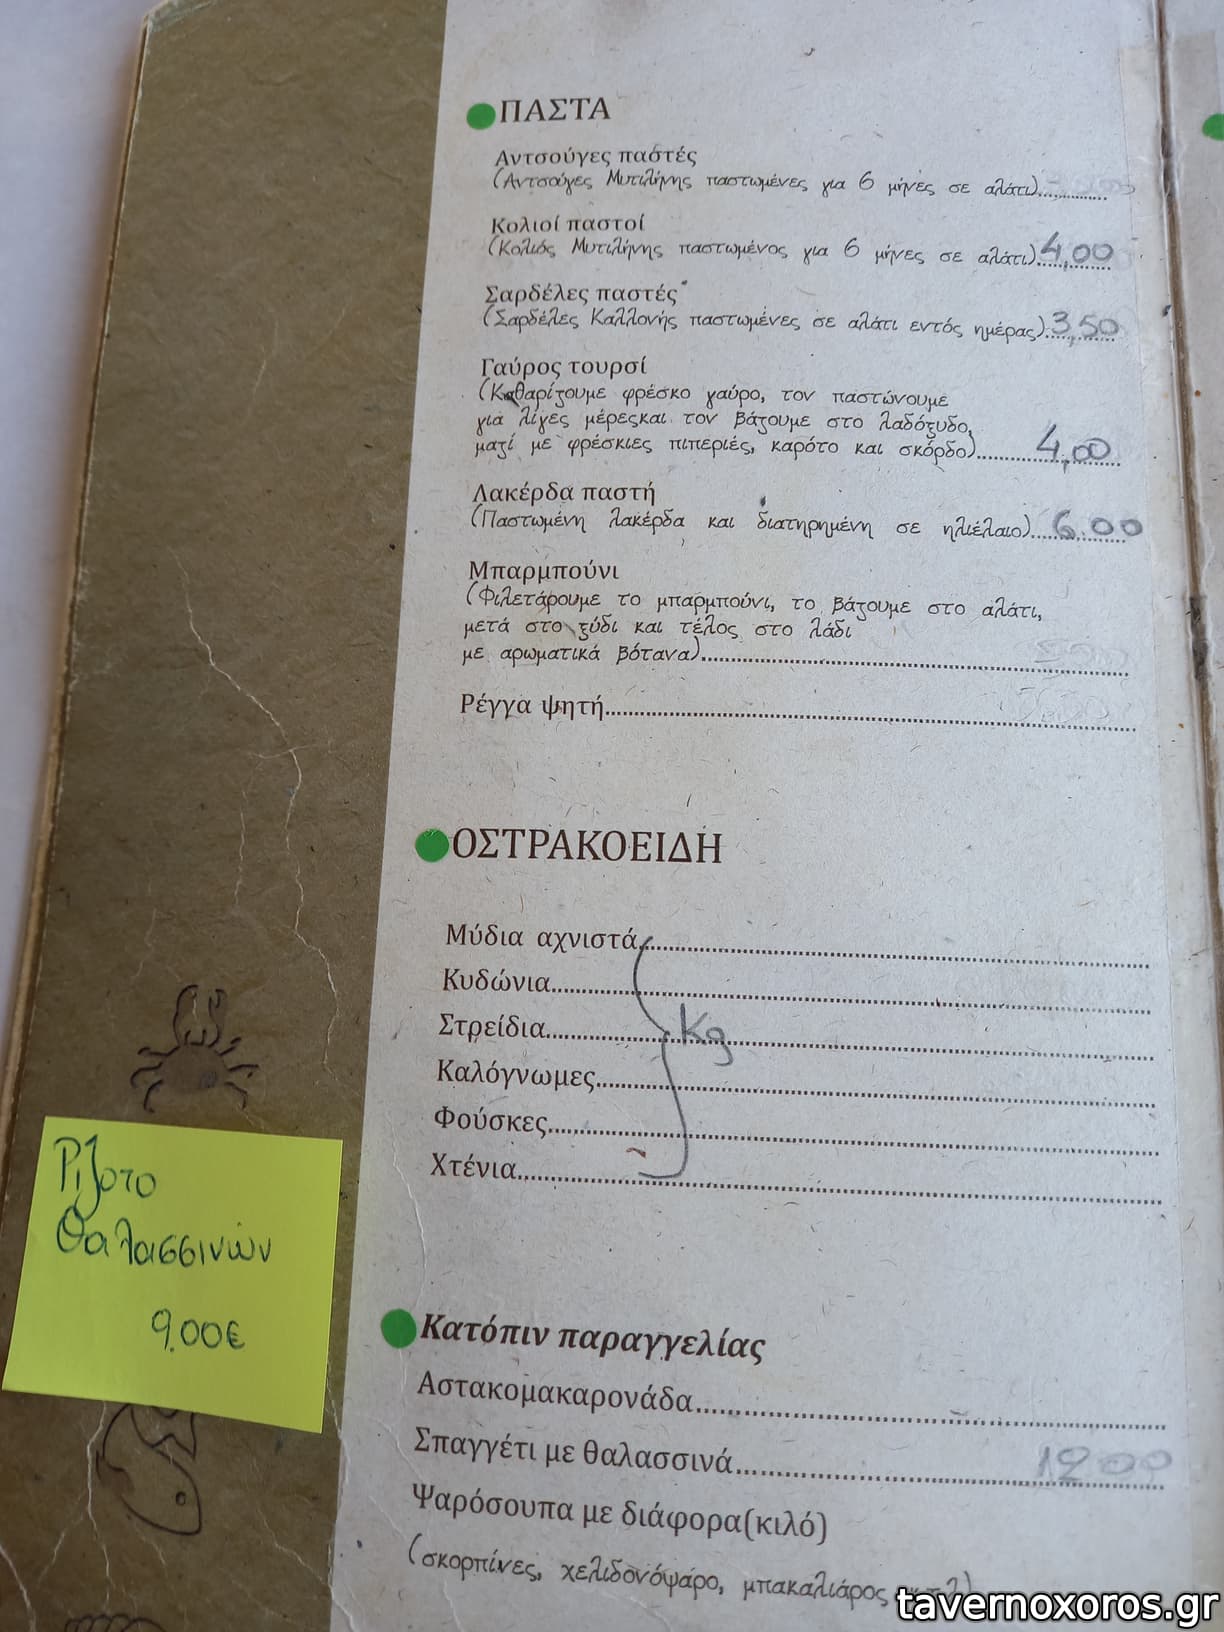 ΠΑΣΤΑ
Αντσούγες παστές
(Αντσούγες Μυτιλήνης παστωμένες για 6 μήνες σε αλάτι)..............
Κολιοί παστοί
(Κολιός Μυτιλήνης παστωμένος για 6 μήνες σε αλάτι)..............4,00
Σαρδέλες παστές
(Σαρδέλες Καλλονής παστωμένες σε αλάτι εντός ημέρας)..............3,50
Γαύρος τουρσί
(Καθαρίζουμε φρέσκο γαύρο, τον παστώνουμε
για λίγες μέρεςκαι τον βάζουμε στο λαδόξυδο,
μαζί με φρέσκιες πιπεριές, καρότο και σκόρδο)..............4,00
Λακέρδα παστή
(Παστωμένη λακέρδα και διατηρημένη σε ηλιέλαιο)..............6.00
Μπαρμπούνι
(Φιλετάρουμε το μπαρμπούνι, το βάζουμε στο αλάτι,
μετά στο ξύδι και τέλος στο λάδι
με αρωματικά βότανα)..............
Ρέγγα ψητή..............
ΟΣΤΡΑΚΟΕΙΔΗ
Μύδια αχνιστά..............
Κυδώνια..............
Στρείδια..............
Kg
Καλόγνωμες..............
Φούσκες..............
Χτένια..............
Ριζότο
Θαλασσινών
9.00€
Κατόπιν παραγγελίας
Αστακομακαρονάδα..............
Σπαγγέτι με θαλασσινά..............12 00
Ψαρόσουπα με διάφορα(κιλό)
(σκορπίνες, χελιδονόψαρο, μπακαλιάρος
tavernoxoros.gr